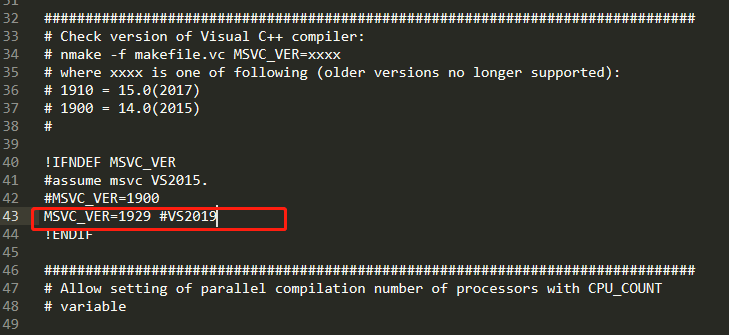 31
32 ###############################################################################
33 # Check version of Visual C++ compiler:
34 # nmake -f makefile.vc MSVC_VER=xxxx
35 # where xxxx is one of following (older versions no longer supported):
36 # 1910 = 15.0(2017)
37 # 1900 = 14.0(2015)
38 #
39
40 !IFNDEF MSVC_VER
41 #assume msvc VS2015.
42 #MSVC_VER=1900
43 MSVC_VER=1929 #VS2019
44 !ENDIF
45
46 ###############################################################################
47 # Allow setting of parallel compilation number of processors with CPU_COUNT
48 # variable
49